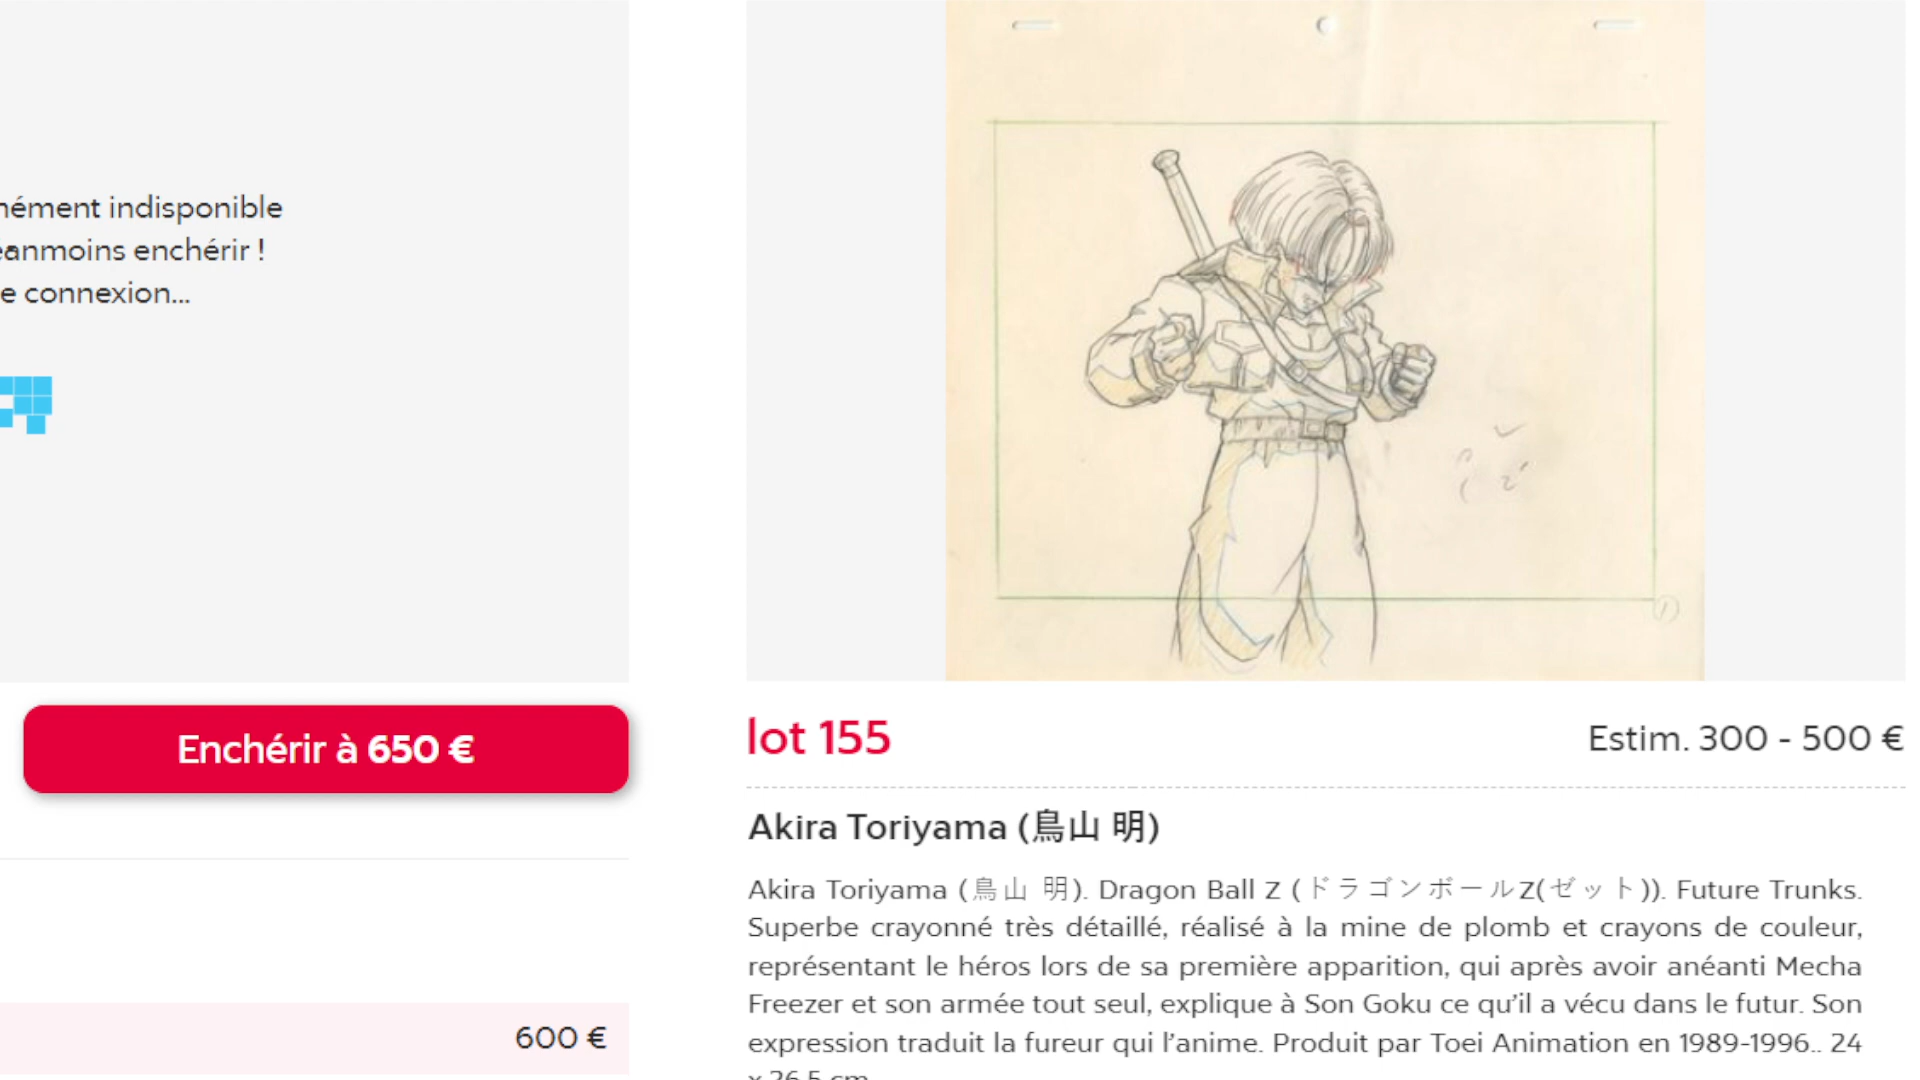 indisponible
enchérir !
e connexion...
Enchérir à 650 €
600 €
lot 155
Estim. 300 - 500 €
Akira Toriyama (鳥山 明)
Akira Toriyama (鳥山 明). Dragon Ball Z (ドラゴンボールZ(ゼット)). Future Trunks.
Superbe crayonné très détaillé, réalisé à la mine de plomb et crayons de couleur,
représentant le héros lors de sa première apparition, qui après avoir anéanti Mecha
Freezer et son armée tout seul, explique à Son Goku ce qu'il a vécu dans le futur. Son
expression traduit la fureur qui l'anime. Produit par Toei Animation en 1989-1996.. 24
x 26,5 cm